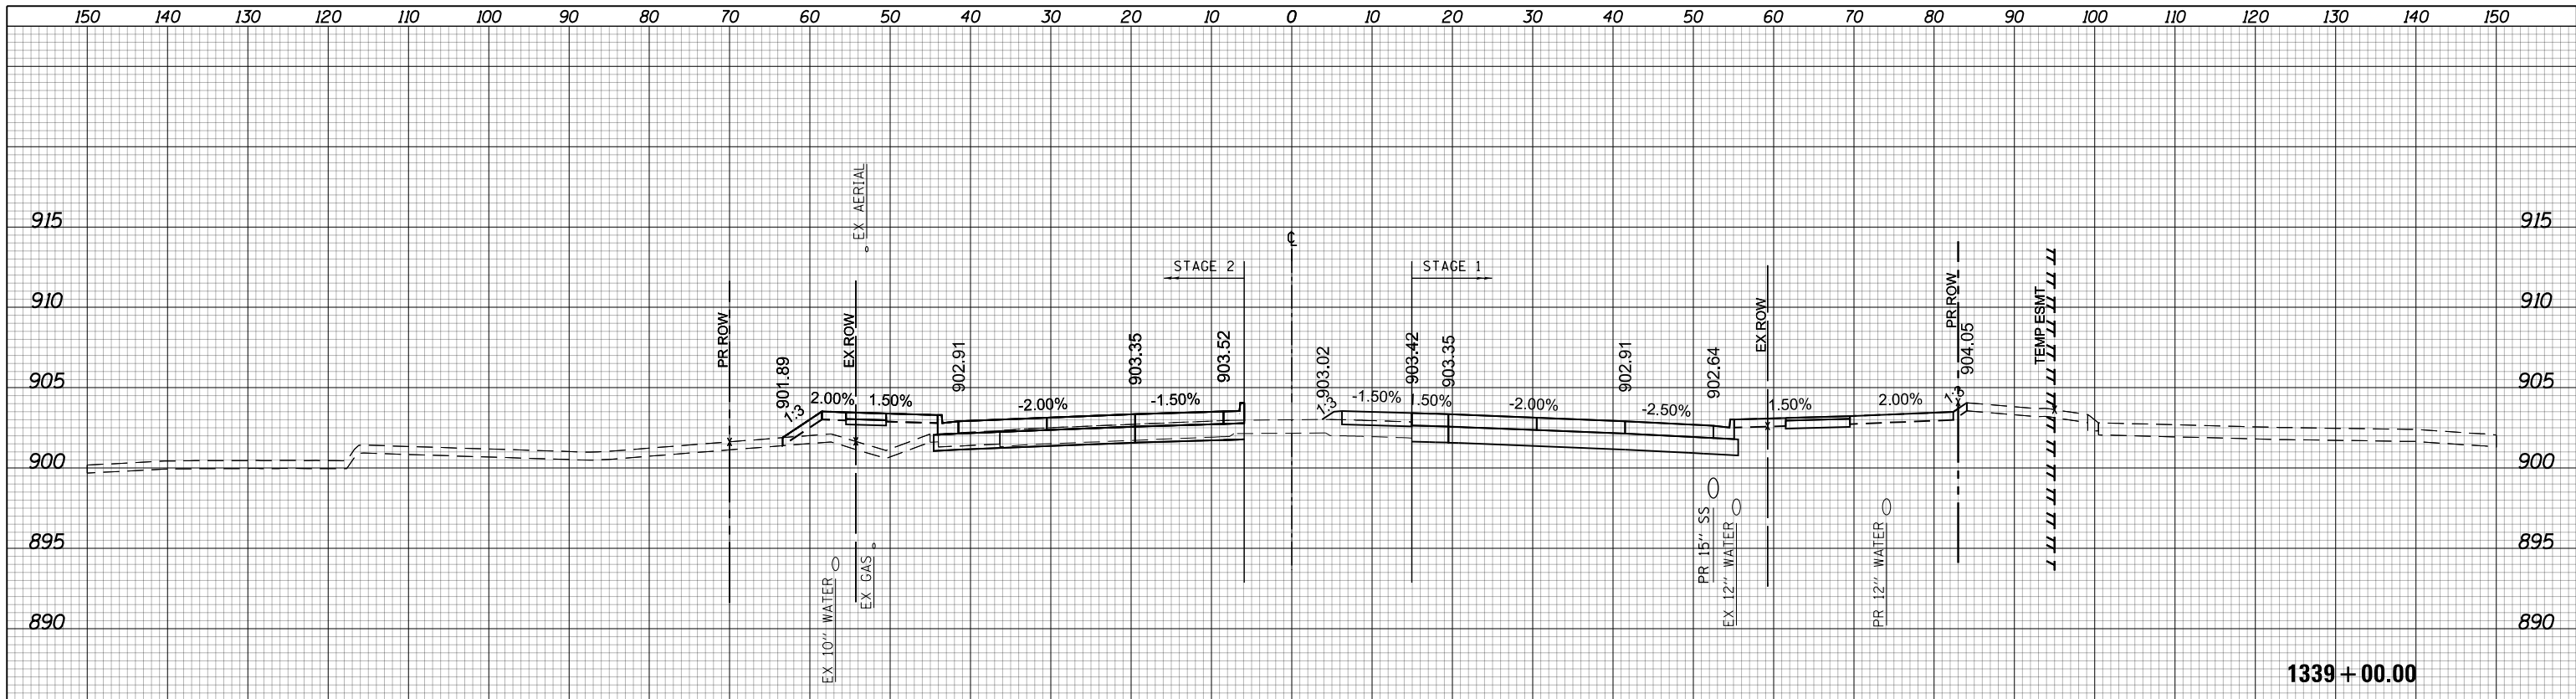 150 140 130 120 110 100 90 80 70 60 50 40 30 20 10 0 10 20 30 40 50 60 70 80 90 100 110 120 130 140 150
915 915
910 910
905 905
900 900
895 895
890 890
EX AERIAL
℄
STAGE 2
STAGE 1
PR ROW
EX ROW
EX ROW
PR ROW
TEMP ESMT
901.89
902.91
903.35
903.52
903.02
903.42
903.35
902.91
902.64
904.05
1:3
2.00%
1.50%
-2.00%
-1.50%
1:3
-1.50%
1.50%
-2.00%
-2.50%
1.50%
2.00%
1:3
EX 10" WATER
EX GAS
PR 15" SS
EX 12" WATER
PR 12" WATER
1339+00.00